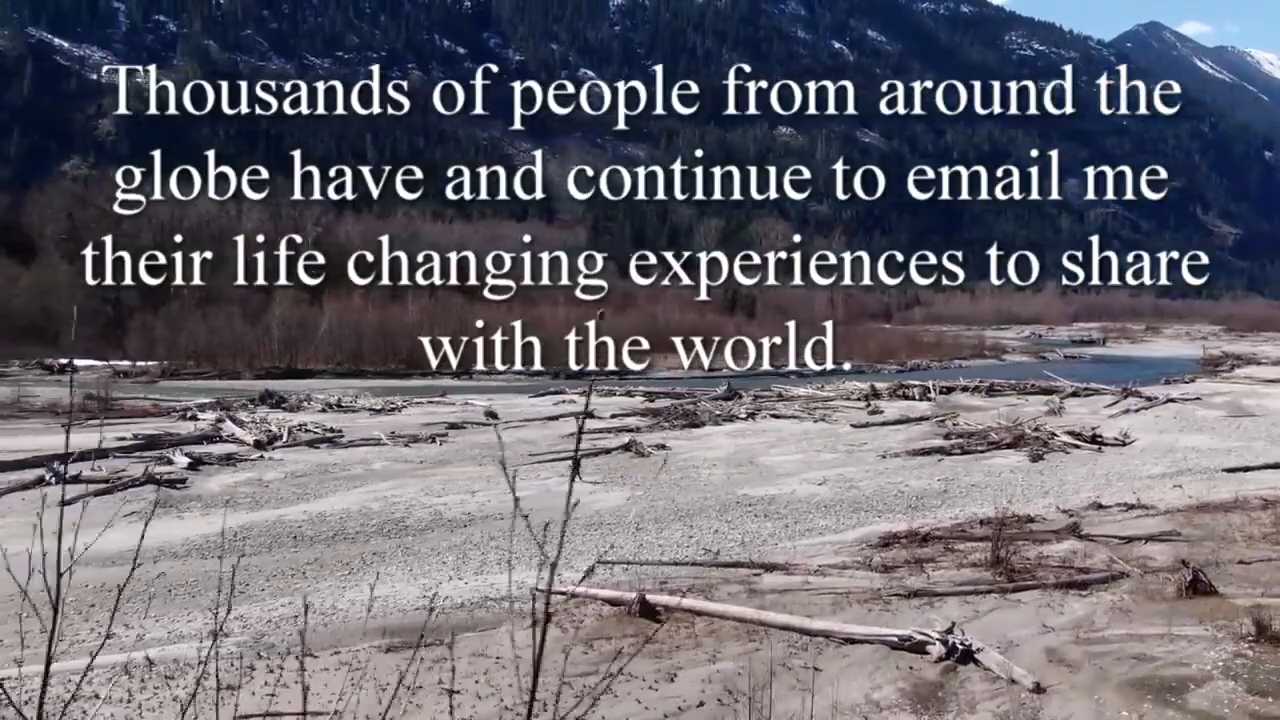 Thousands of people from around the
globe have and continue to email me
their life changing experiences to share
with the world.